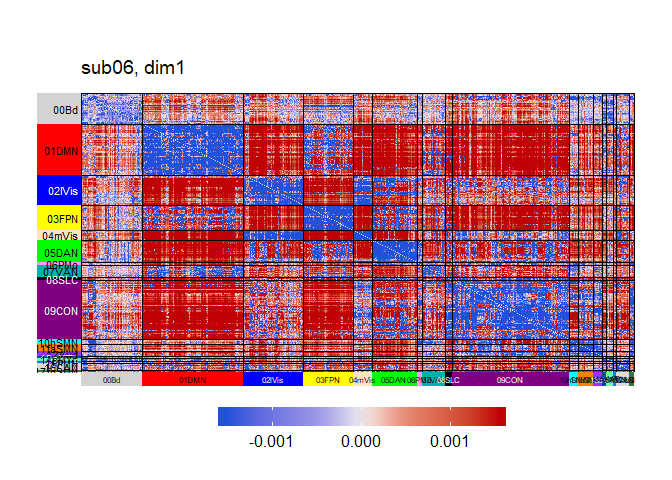 sub06, dim1
00Bd
01DMN
02lVis
03FPN
04mVis
05DAN
07VAN
08SLC
09CON
00Bd
01DMN
02lVis
03FPN
04mVis
05DAN
08SLC
09CON
-0.001
0.000
0.001